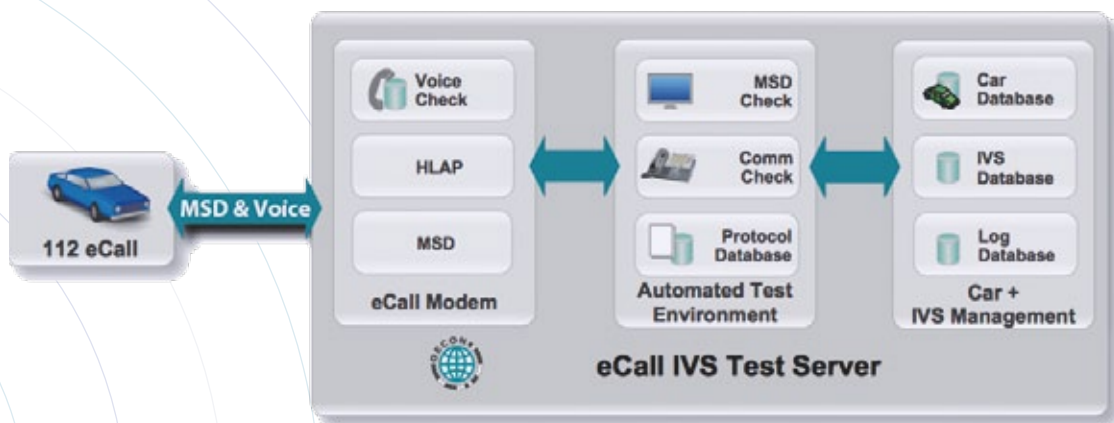 112 eCall
MSD & Voice
Voice
Check
HLAP
MSD
eCall Modem
MSD
Check
Comm
Check
Protocol
Database
Automated Test
Environment
Car
Database
IVS
Database
Log
Database
Car +
IVS Management
OECON
eCall IVS Test Server